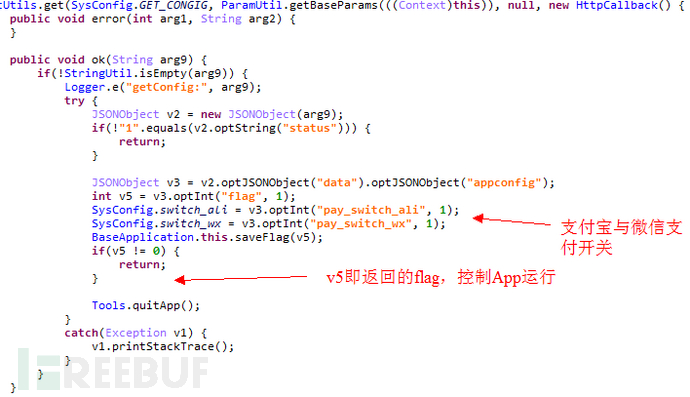 tUtils.get(SysConfig.GET_CONGIG, ParamUtil.getBaseParams(((Context)this)), null, new HttpCallback() {
public void error(int arg1, String arg2) {
}
public void ok(String arg9) {
if(!StringUtil.isEmpty(arg9)) {
Logger.e("getConfig:", arg9);
try {
JSONObject v2 = new JSONObject(arg9);
if(!"1".equals(v2.optString("status"))) {
return;
}
JSONObject v3 = v2.optJSONObject("data").optJSONObject("appconfig");
int v5 = v3.optInt("flag", 1);
SysConfig.switch_ali = v3.optInt("pay_switch_ali", 1);
SysConfig.switch_wx = v3.optInt("pay_switch_wx", 1);
支付宝与微信支
付开关
BaseApplication.this.saveFlag(v5);
if(v5 != 0) {
return;
}
v5即返回的flag，控制App运行
Tools.quitApp();
}
catch(Exception v1) {
v1.printStackTrace();
}
}
}
FREEBUF